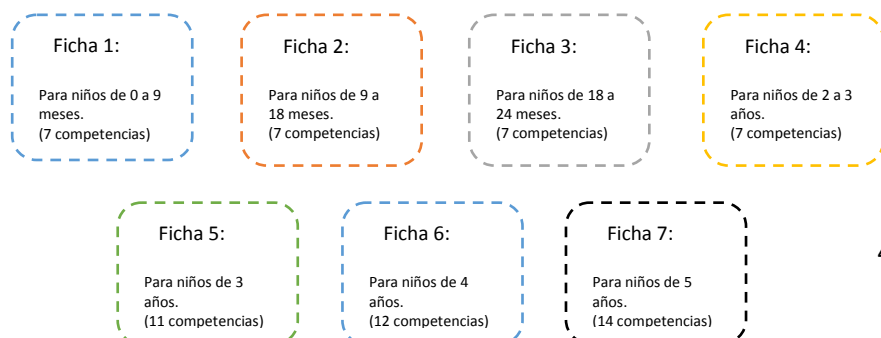 Ficha 1:
Para niños de 0 a 9
meses.
(7 competencias)
Ficha 2:
Para niños de 9 a
18 meses.
(7 competencias)
Ficha 3:
Para niños de 18 a
24 meses.
(7 competencias)
Ficha 4:
Para niños de 2 a 3
años.
(7 competencias)
Ficha 5:
Para niños de 3
años.
(11 competencias)
Ficha 6:
Para niños de 4
años.
(12 competencias)
Ficha 7:
Para niños de 5
años.
(14 competencias)